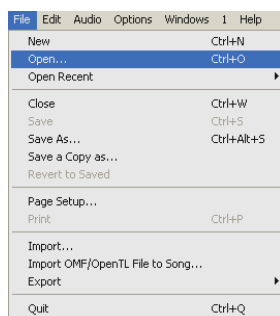 File Edit Audio Options Windows 1 Help
New Ctrl+N
Open... Ctrl+O
Open Recent
Close Ctrl+W
Save Ctrl+S
Save As... Ctrl+Alt+S
Save a Copy as...
Revert to Saved
Page Setup...
Print Ctrl+P
Import...
Import OMF/OpenTL File to Song...
Export
Quit Ctrl+Q